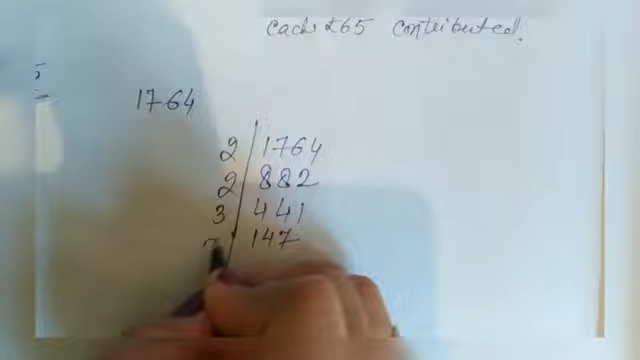 each ₹65 contributed.
1764
2 | 1764
2 | 882
3 | 441
7 | 147